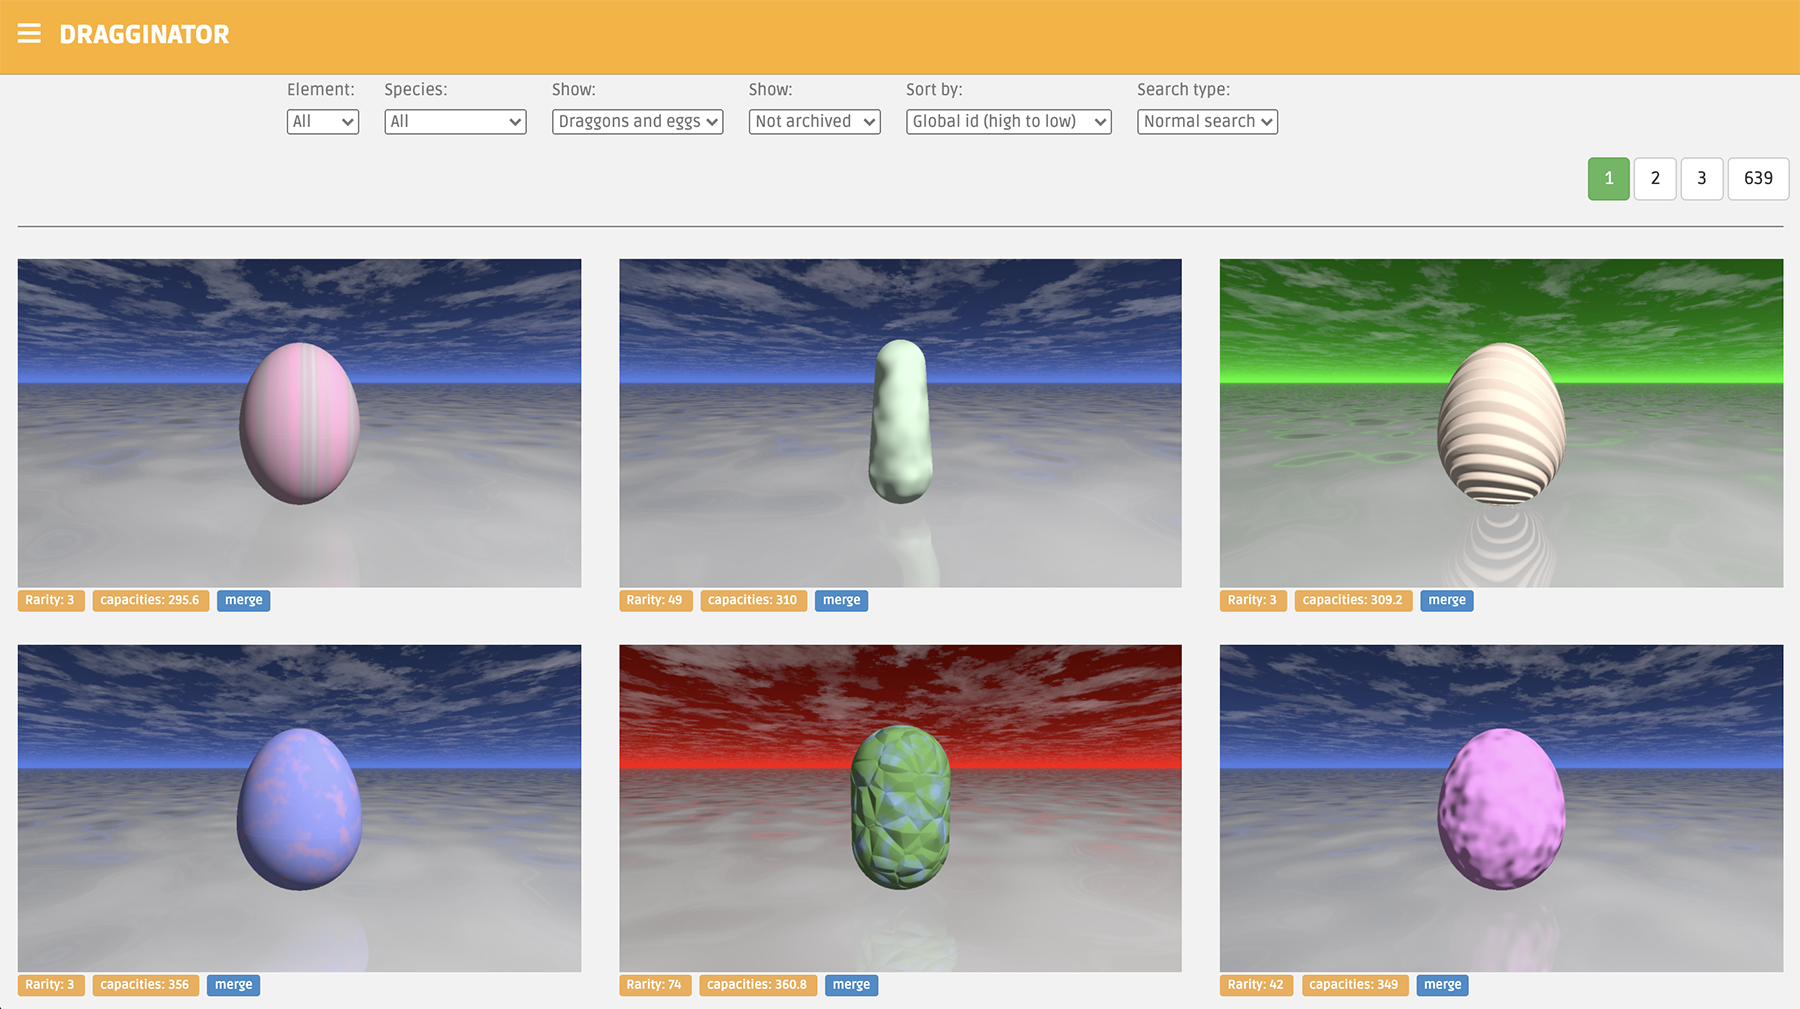 DRAGGINATOR
Element: Species: Show: Show: Sort by: Search type:
All All Draggons and eggs Not archived Global id (high to low) Normal search
1 2 3 639
Rarity: 3 capacities: 295.6 merge Rarity: 49 capacities: 310 merge Rarity: 3 capacities: 309.2 merge
Rarity: 3 capacities: 356 merge Rarity: 74 capacities: 360.8 merge Rarity: 42 capacities: 349 merge